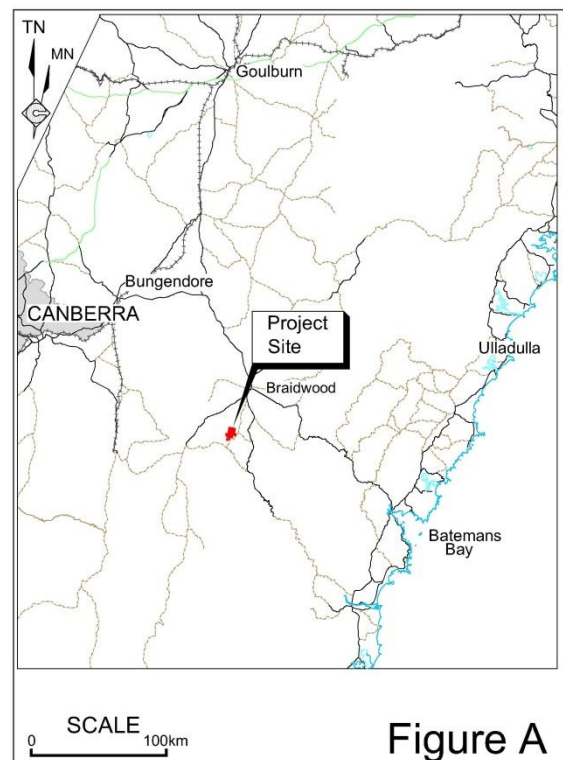 TN
MN
Goulburn
Bungendore
CANBERRA
Project
Site
Braidwood
Ulladulla
Batemans
Bay
SCALE
0 100km
Figure A